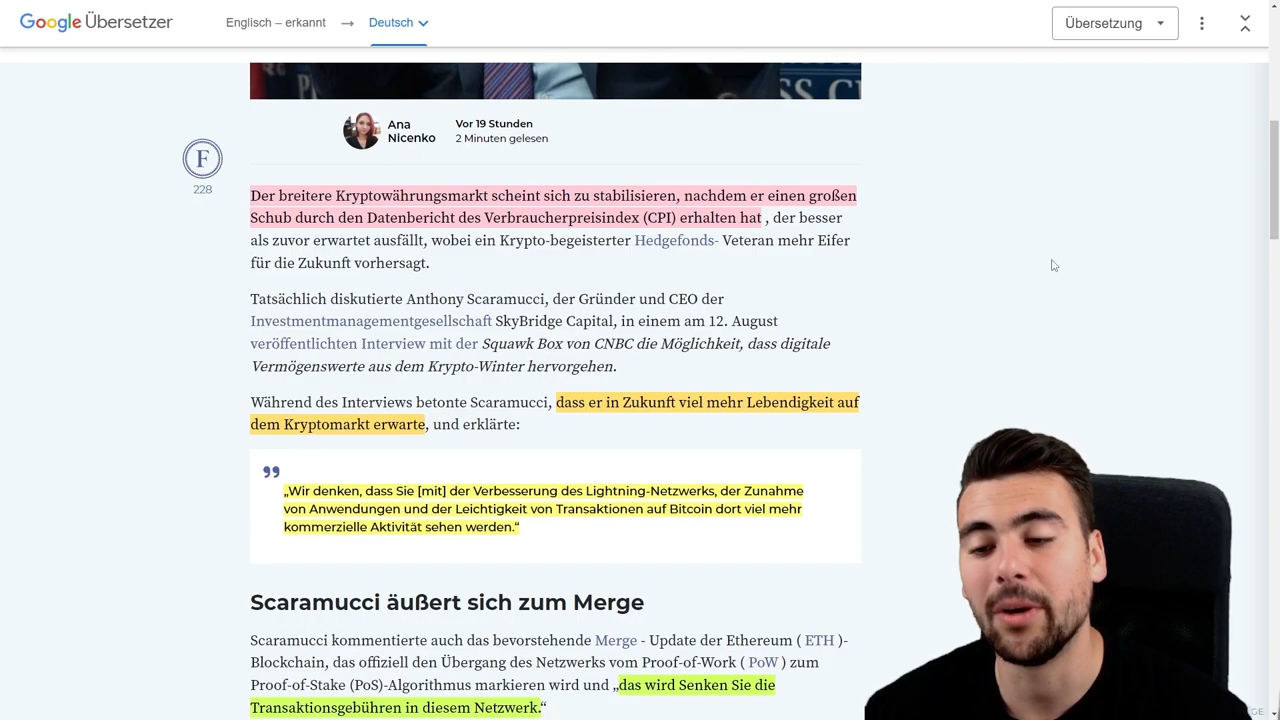 Google Übersetzer
Englisch – erkannt → Deutsch
Übersetzung
SS C
Ana
Nicenko
Vor 19 Stunden
2 Minuten gelesen
F
228
Der breitere Kryptowährungsmarkt scheint sich zu stabilisieren, nachdem er einen großen
Schub durch den Datenbericht des Verbraucherpreisindex (CPI) erhalten hat , der besser
als zuvor erwartet ausfällt, wobei ein Krypto-begeisterter Hedgefonds- Veteran mehr Eifer
für die Zukunft vorhersagt.
Tatsächlich diskutierte Anthony Scaramucci, der Gründer und CEO der
Investmentmanagementgesellschaft SkyBridge Capital, in einem am 12. August
veröffentlichten Interview mit der Squawk Box von CNBC die Möglichkeit, dass digitale
Vermögenswerte aus dem Krypto-Winter hervorgehen.
Während des Interviews betonte Scaramucci, dass er in Zukunft viel mehr Lebendigkeit auf
dem Kryptomarkt erwarte, und erklärte:
„Wir denken, dass Sie [mit] der Verbesserung des Lightning-Netzwerks, der Zunahme
von Anwendungen und der Leichtigkeit von Transaktionen auf Bitcoin dort viel mehr
kommerzielle Aktivität sehen werden.“
Scaramucci äußert sich zum Merge
Scaramucci kommentierte auch das bevorstehende Merge - Update der Ethereum ( ETH )-
Blockchain, das offiziell den Übergang des Netzwerks vom Proof-of-Work ( PoW ) zum
Proof-of-Stake (PoS)-Algorithmus markieren wird und „das wird Senken Sie die
Transaktionsgebühren in diesem Netzwerk.“